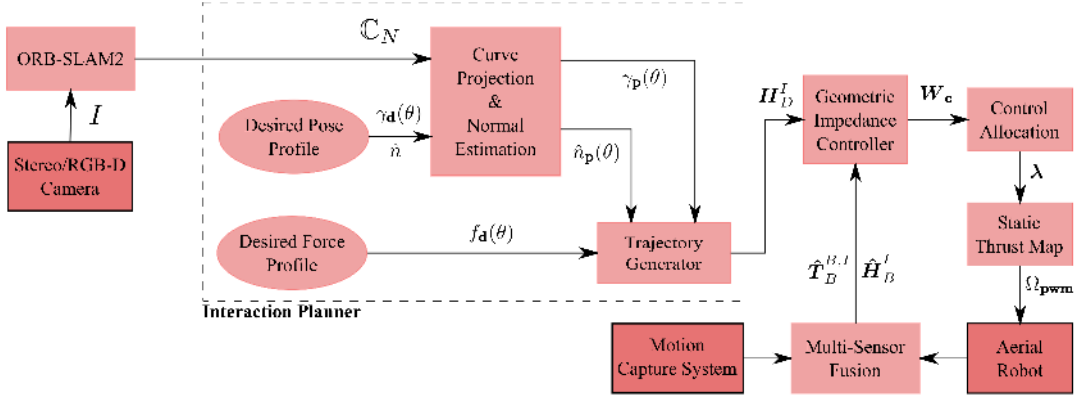 ℂ_N
ORB-SLAM2
I
Stereo/RGB-D
Camera
Desired Pose
Profile
γ_d(θ)
n̂
Curve
Projection
&
Normal
Estimation
γ_p(θ)
n̂_p(θ)
Desired Force
Profile
f_d(θ)
Trajectory
Generator
Interaction Planner
H_D^I
Geometric
Impedance
Controller
W_c
Control
Allocation
λ
Static
Thrust Map
Ω_pwm
T̂_B^{B,I}
Ĥ_B^I
Motion
Capture System
Multi-Sensor
Fusion
Aerial
Robot